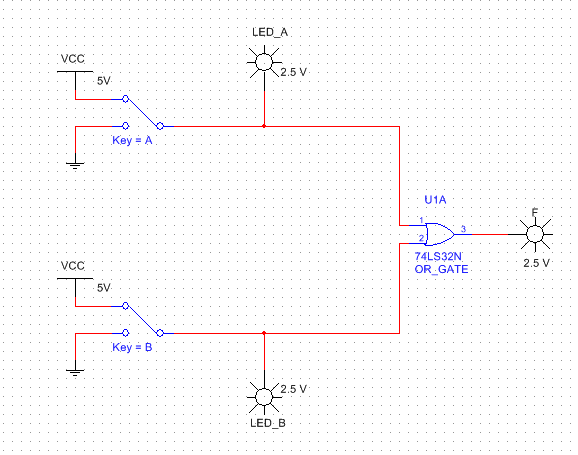 LED_A
VCC
5V
2.5 V
Key = A
U1A
1
2
3
74LS32N
OR_GATE
F
2.5 V
VCC
5V
Key = B
2.5 V
LED_B